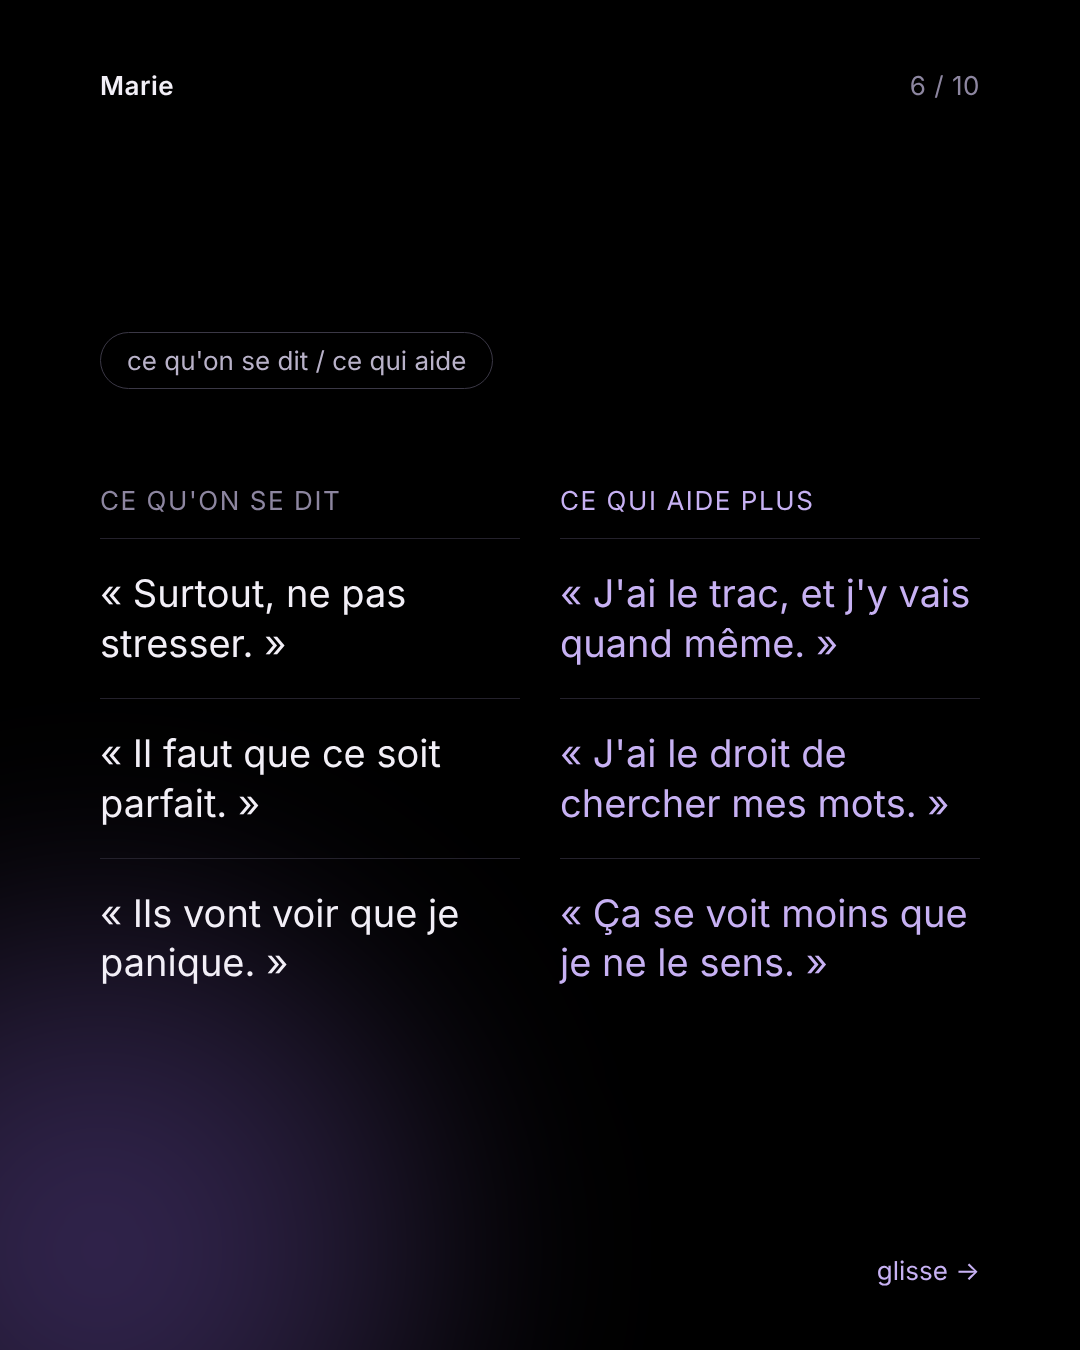 Marie
6 / 10
ce qu'on se dit / ce qui aide
CE QU'ON SE DIT
« Surtout, ne pas
stresser. »
« Il faut que ce soit
parfait. »
« Ils vont voir que je
panique. »
CE QUI AIDE PLUS
« J'ai le trac, et j'y vais
quand même. »
« J'ai le droit de
chercher mes mots. »
« Ça se voit moins que
je ne le sens. »
glisse →